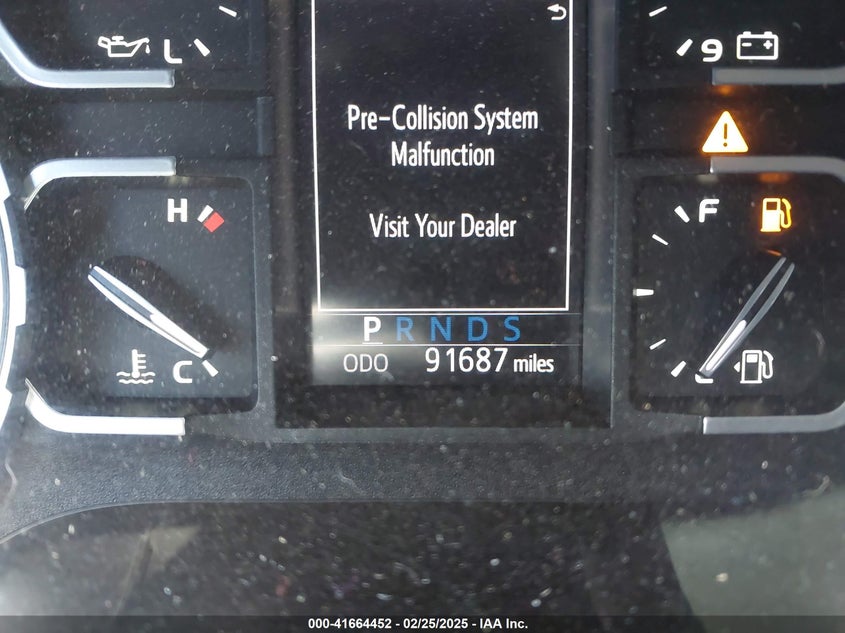 L
9
Pre-Collision System
Malfunction
Visit Your Dealer
H
F
P R N D S
C
ODO 91687 miles
000-41664452 - 02/25/2025 - IAA Inc.